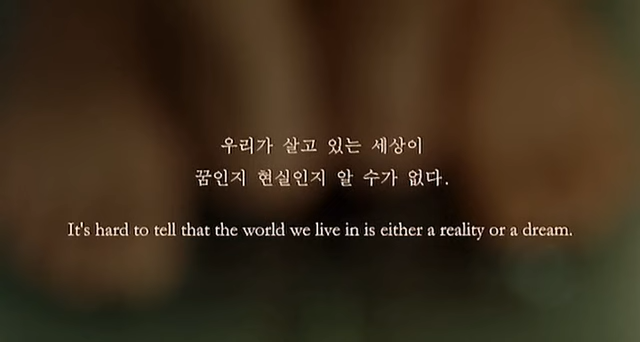 우리가 살고 있는 세상이
꿈인지 현실인지 알 수가 없다.
It's hard to tell that the world we live in is either a reality or a dream.